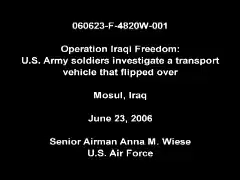 060623-F-4820W-001
Operation Iraqi Freedom:
U.S. Army soldiers investigate a transport
vehicle that flipped over
Mosul, Iraq
June 23, 2006
Senior Airman Anna M. Wiese
U.S. Air Force